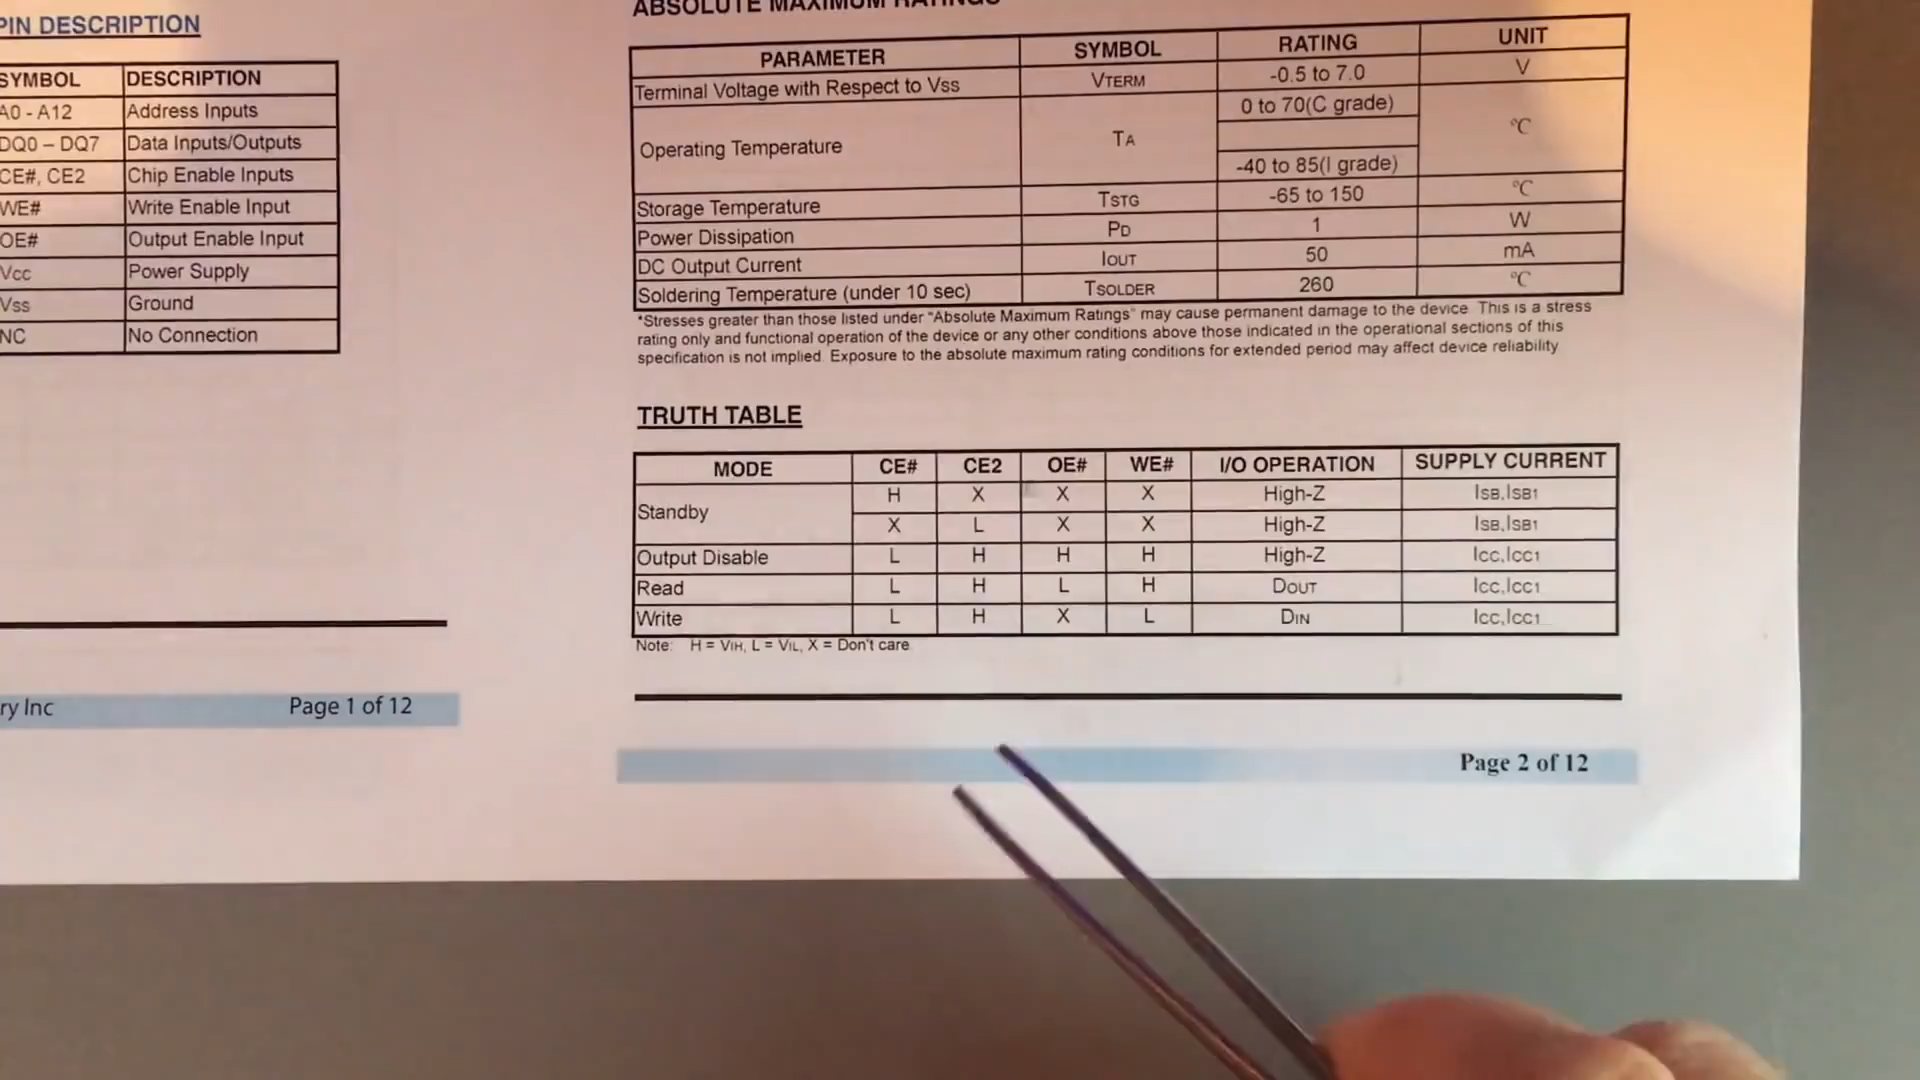 PIN DESCRIPTION
SYMBOL DESCRIPTION
A0 - A12 Address Inputs
DQ0 – DQ7 Data Inputs/Outputs
CE#, CE2 Chip Enable Inputs
WE# Write Enable Input
OE# Output Enable Input
Vcc Power Supply
Vss Ground
NC No Connection
ry Inc Page 1 of 12
ABSOLUTE MAXIMUM RATINGS
PARAMETER SYMBOL RATING UNIT
Terminal Voltage with Respect to Vss VTERM -0.5 to 7.0 V
Operating Temperature TA 0 to 70(C grade) ℃
-40 to 85(I grade)
Storage Temperature TSTG -65 to 150 ℃
Power Dissipation PD 1 W
DC Output Current IOUT 50 mA
Soldering Temperature (under 10 sec) TSOLDER 260 ℃
*Stresses greater than those listed under “Absolute Maximum Ratings” may cause permanent damage to the device. This is a stress
rating only and functional operation of the device or any other conditions above those indicated in the operational sections of this
specification is not implied. Exposure to the absolute maximum rating conditions for extended period may affect device reliability
TRUTH TABLE
MODE CE# CE2 OE# WE# I/O OPERATION SUPPLY CURRENT
Standby H X X X High-Z ISB,ISB1
X L X X High-Z ISB,ISB1
Output Disable L H H H High-Z ICC,ICC1
Read L H L H DOUT ICC,ICC1
Write L H X L DIN ICC,ICC1
Note: H = VIH, L = VIL, X = Don't care.
Page 2 of 12